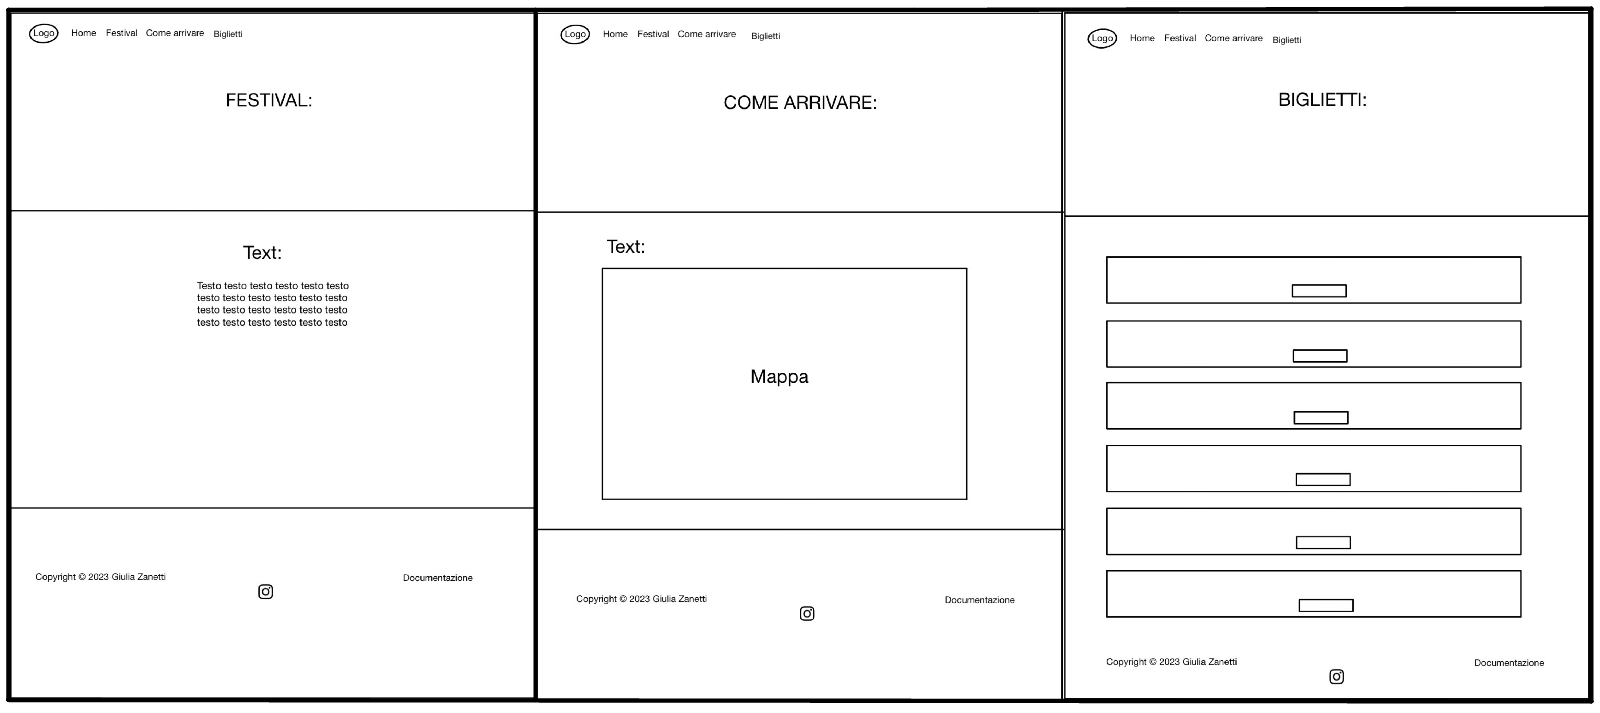 Logo Home Festival Come arrivare Biglietti
FESTIVAL:
Text:
Testo testo testo testo testo testo
testo testo testo testo testo testo
testo testo testo testo testo testo
testo testo testo testo testo testo
Copyright © 2023 Giulia Zanetti
Documentazione
Logo Home Festival Come arrivare Biglietti
COME ARRIVARE:
Text:
Mappa
Copyright © 2023 Giulia Zanetti
Documentazione
Logo Home Festival Come arrivare Biglietti
BIGLIETTI:
Copyright © 2023 Giulia Zanetti
Documentazione